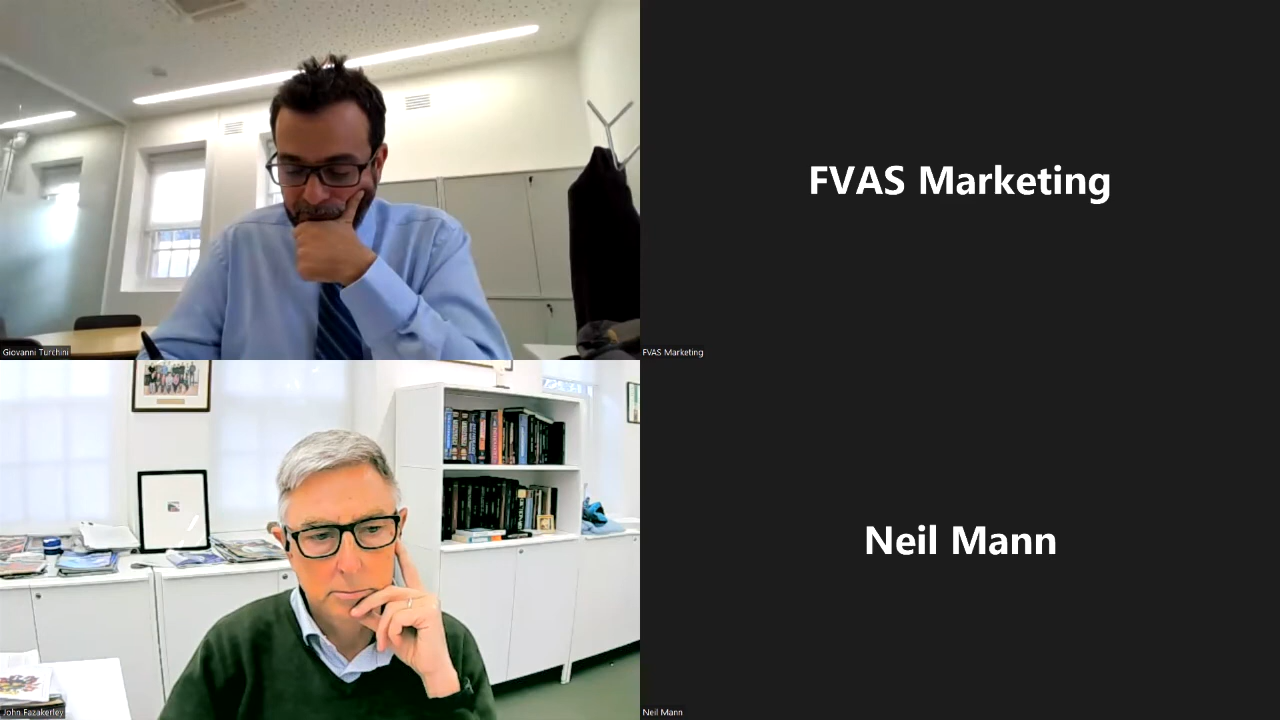 FVAS Marketing
Giovanni Turchini
FVAS Marketing
Neil Mann
John Fazakerley
Neil Mann